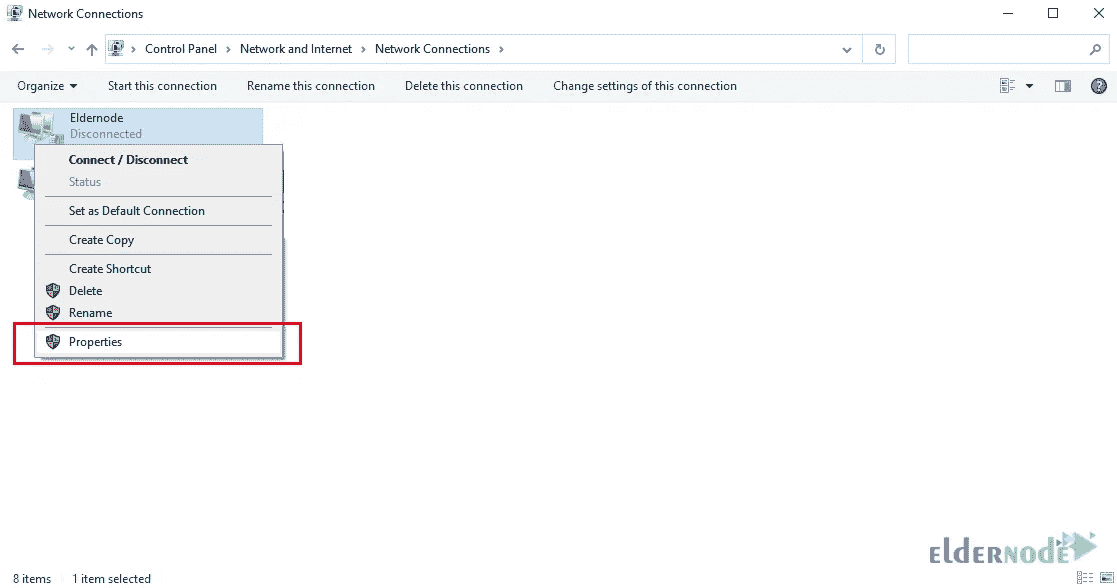 Network Connections
Control Panel > Network and Internet > Network Connections >
Organize Start this connection Rename this connection Delete this connection Change settings of this connection
Eldernode
Disconnected
Connect / Disconnect
Status
Set as Default Connection
Create Copy
Create Shortcut
Delete
Rename
Properties
ELDERNODE
8 items 1 item selected